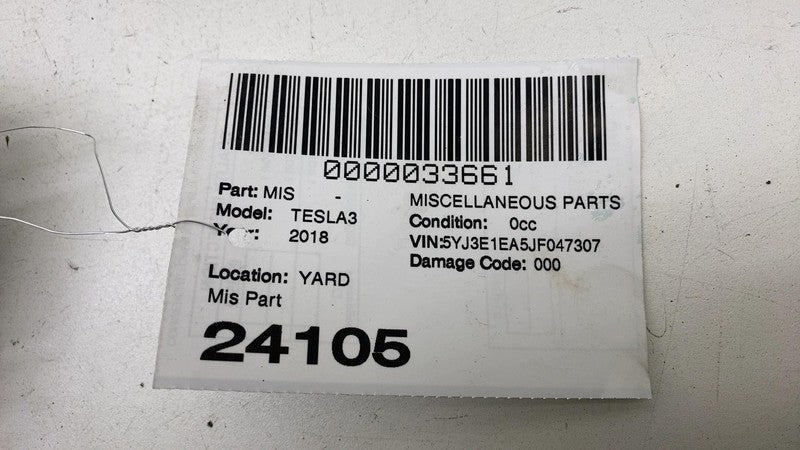 0000033661
Part: MIS - MISCELLANEOUS PARTS
Model: TESLA3 Condition: 0cc
Year: 2018 VIN:5YJ3E1EA5JF047307
Damage Code: 000
Location: YARD
Mis Part
24105